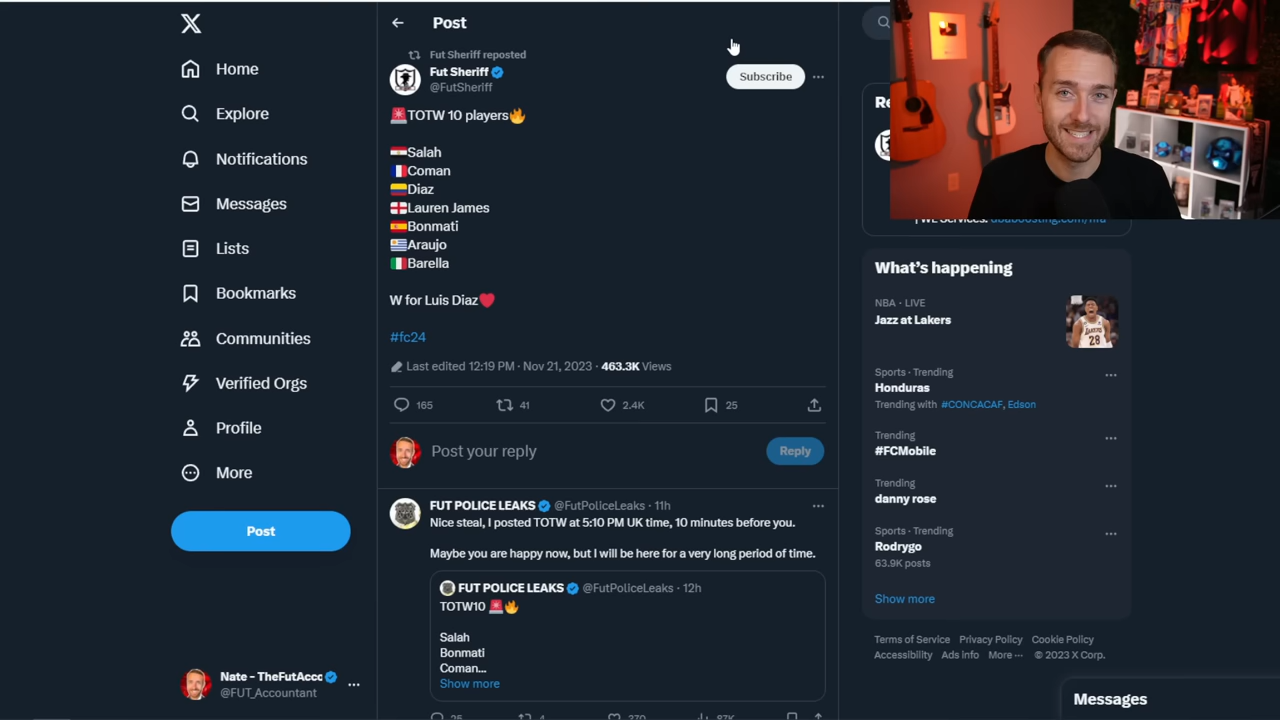 Home
Explore
Notifications
Messages
Lists
Bookmarks
Communities
Verified Orgs
Profile
More
Post
Nate - TheFutAcco
@FUT_Accountant
Post
Fut Sheriff reposted
Fut Sheriff
@FutSheriff
Subscribe
🚨TOTW 10 players🔥
🇪🇬Salah
🇫🇷Coman
🇨🇴Diaz
🏴󠁧󠁢󠁥󠁮󠁧󠁿Lauren James
🇪🇸Bonmati
🇺🇾Araujo
🇮🇹Barella
W for Luis Diaz❤️
#fc24
Last edited 12:19 PM · Nov 21, 2023 · 463.3K Views
165 41 2.4K 25
Post your reply
Reply
FUT POLICE LEAKS @FutPoliceLeaks · 11h
Nice steal, I posted TOTW at 5:10 PM UK time, 10 minutes before you.
Maybe you are happy now, but I will be here for a very long period of time.
FUT POLICE LEAKS @FutPoliceLeaks · 12h
TOTW10 🚨🔥
Salah
Bonmati
Coman...
Show more
Re
What's happening
NBA · LIVE
Jazz at Lakers
Sports · Trending
Honduras
Trending with #CONCACAF, Edson
Trending
#FCMobile
Trending
danny rose
Sports · Trending
Rodrygo
63.9K posts
Show more
Terms of Service Privacy Policy Cookie Policy
Accessibility Ads info More ··· © 2023 X Corp.
Messages